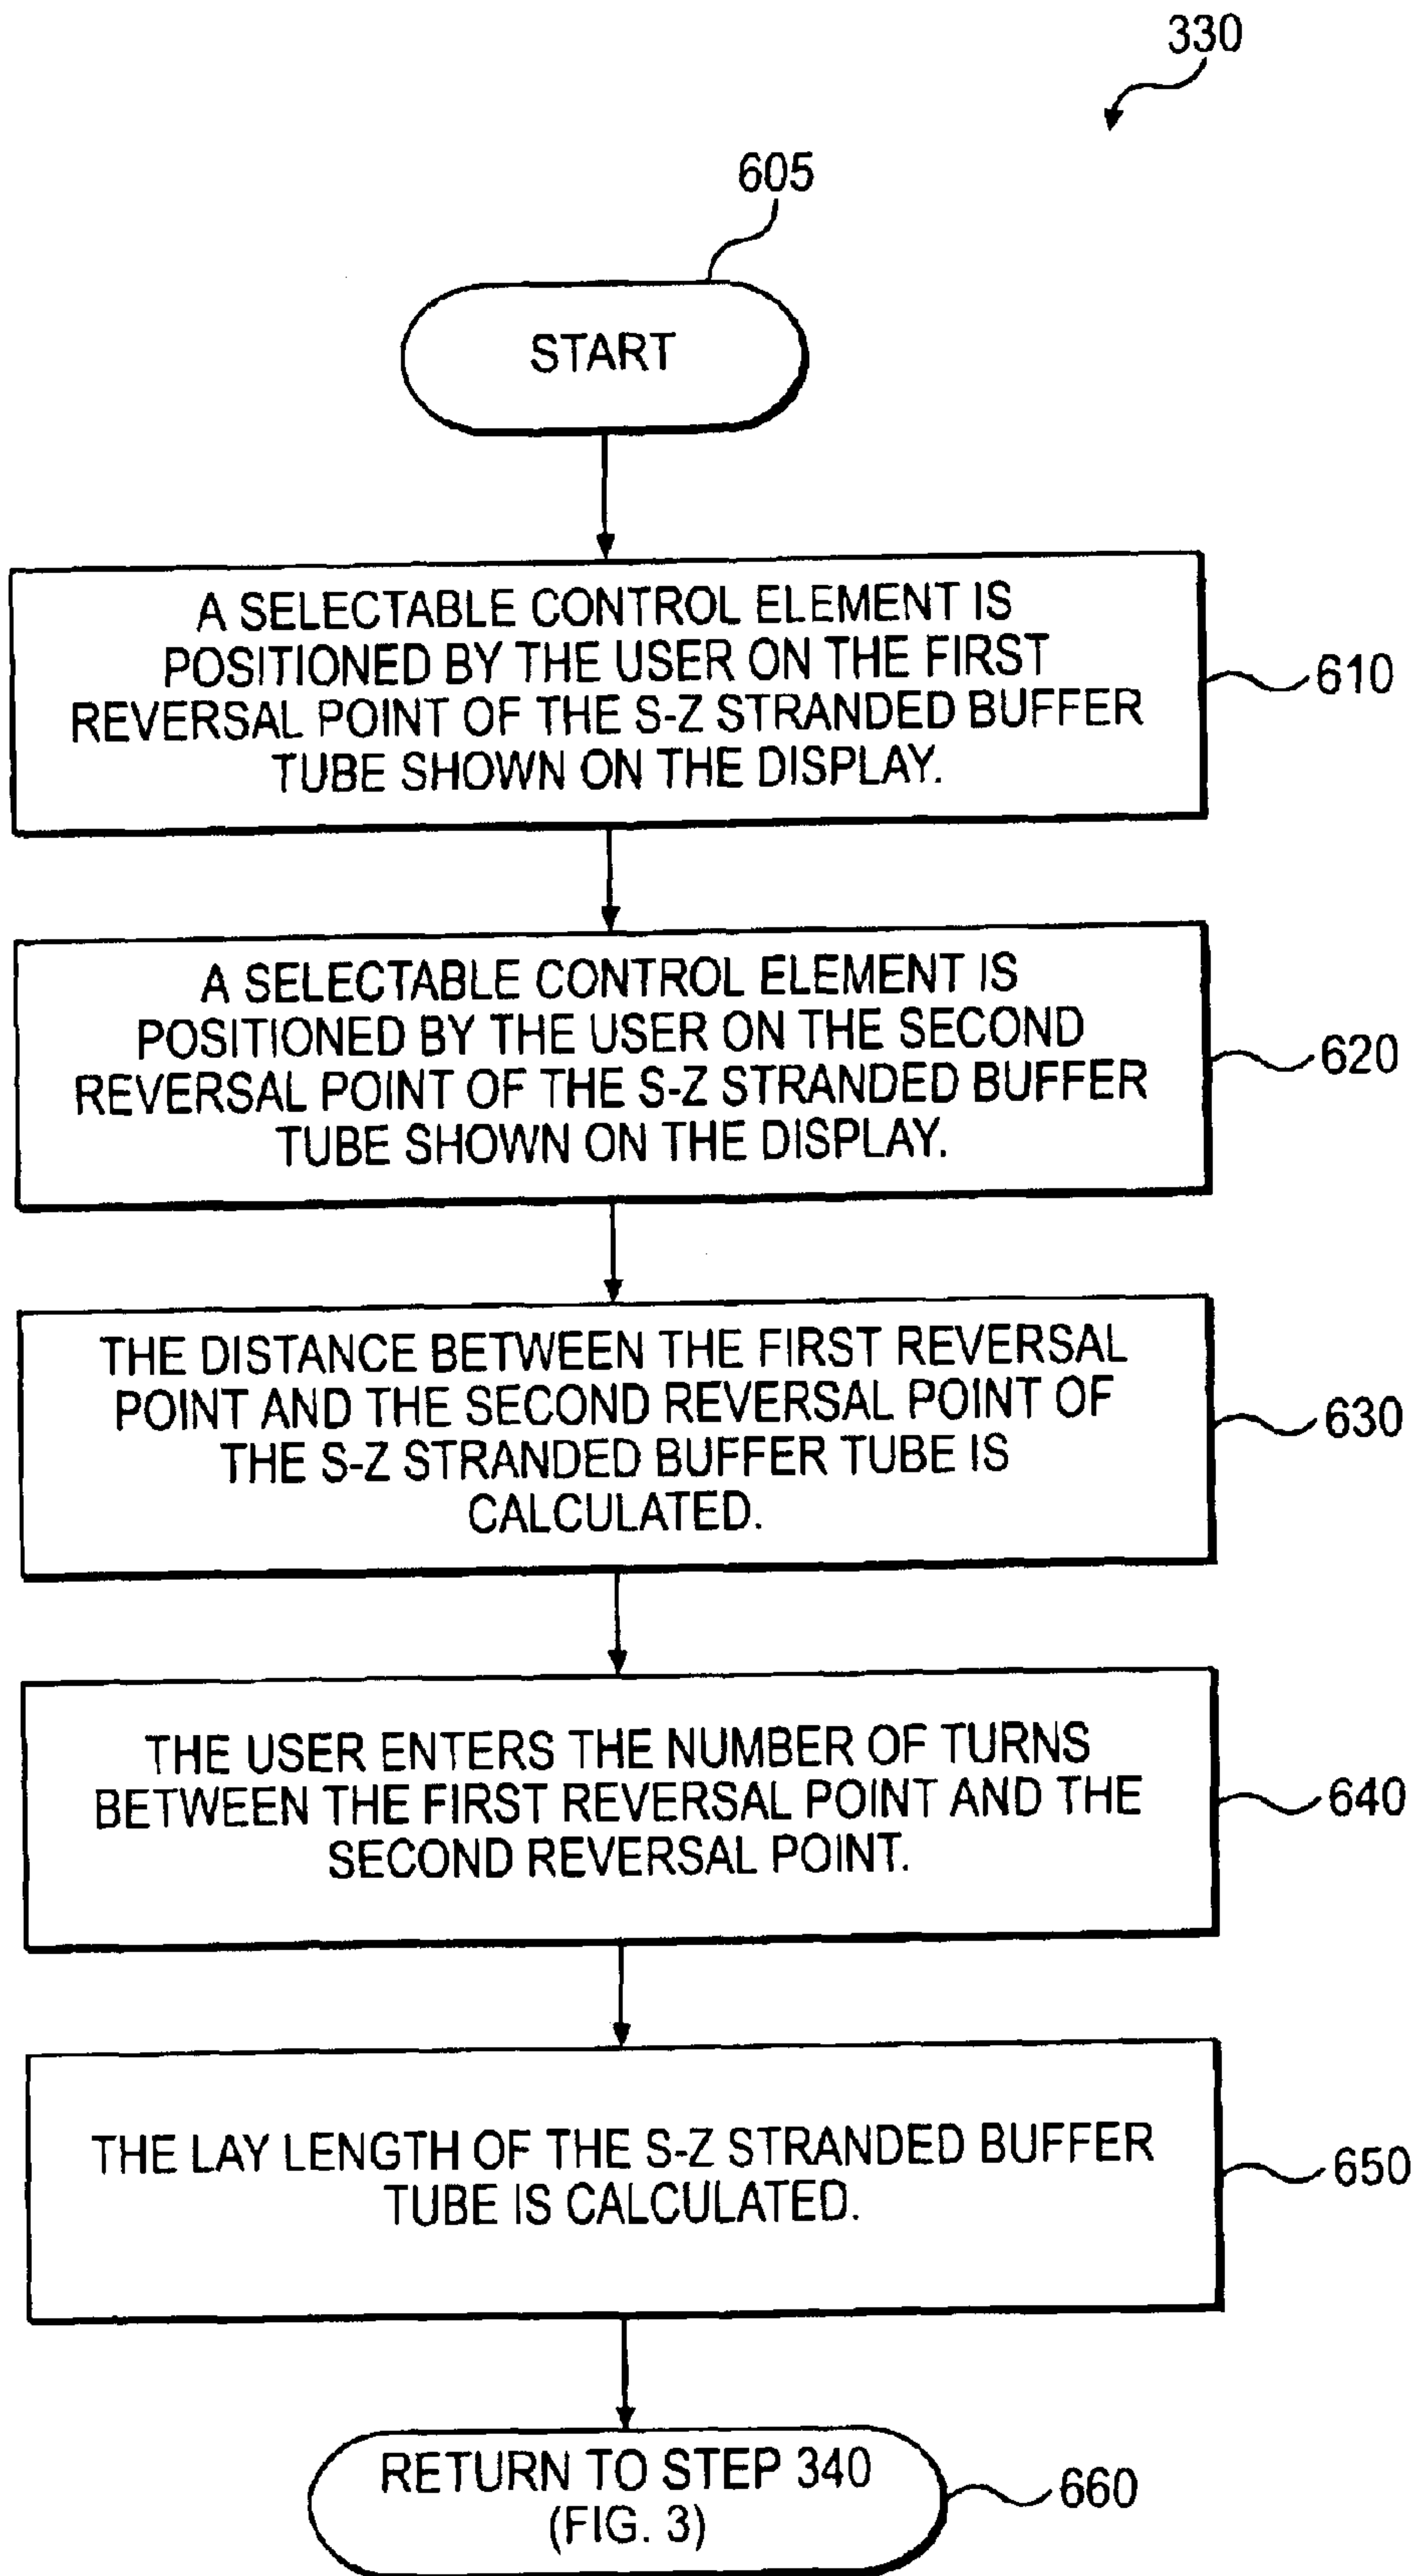 330
605
START
A SELECTABLE CONTROL ELEMENT IS
POSITIONED BY THE USER ON THE FIRST
REVERSAL POINT OF THE S-Z STRANDED BUFFER
TUBE SHOWN ON THE DISPLAY.
610
A SELECTABLE CONTROL ELEMENT IS
POSITIONED BY THE USER ON THE SECOND
REVERSAL POINT OF THE S-Z STRANDED BUFFER
TUBE SHOWN ON THE DISPLAY.
620
THE DISTANCE BETWEEN THE FIRST REVERSAL
POINT AND THE SECOND REVERSAL POINT OF
THE S-Z STRANDED BUFFER TUBE IS
CALCULATED.
630
THE USER ENTERS THE NUMBER OF TURNS
BETWEEN THE FIRST REVERSAL POINT AND THE
SECOND REVERSAL POINT.
640
THE LAY LENGTH OF THE S-Z STRANDED BUFFER
TUBE IS CALCULATED.
650
RETURN TO STEP 340
(FIG. 3)
660